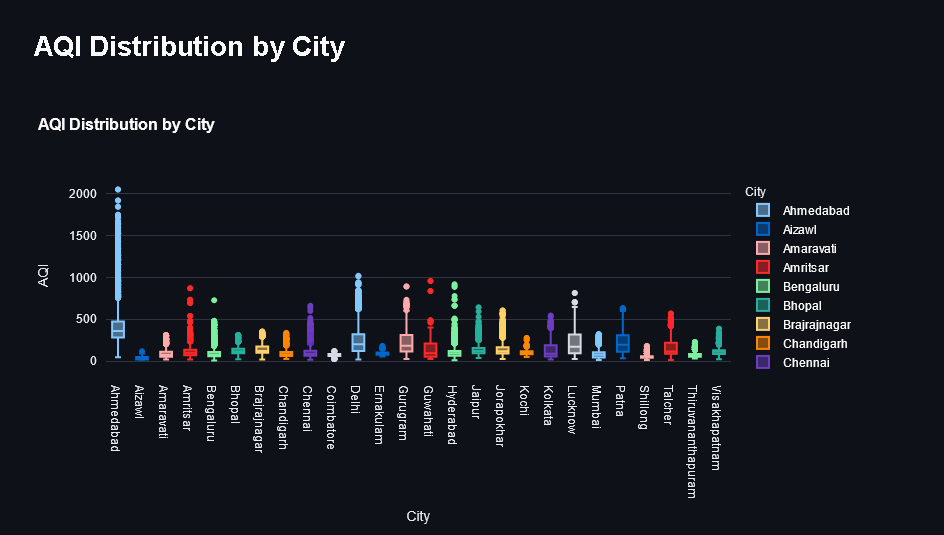 AQI Distribution by City
AQI Distribution by City
City
Ahmedabad
Aizawl
Amaravati
Amritsar
Bengaluru
Bhopal
Brajrajnagar
Chandigarh
Chennai
AQI
2000
1500
1000
500
0
Ahmedabad
Aizawl
Amaravati
Amritsar
Bengaluru
Bhopal
Brajrajnagar
Chandigarh
Chennai
Coimbatore
Delhi
Ernakulam
Gurugram
Guwahati
Hyderabad
Jaipur
Jorapokhar
Kochi
Kolkata
Lucknow
Mumbai
Patna
Shillong
Talcher
Thiruvananthapuram
Visakhapatnam
City